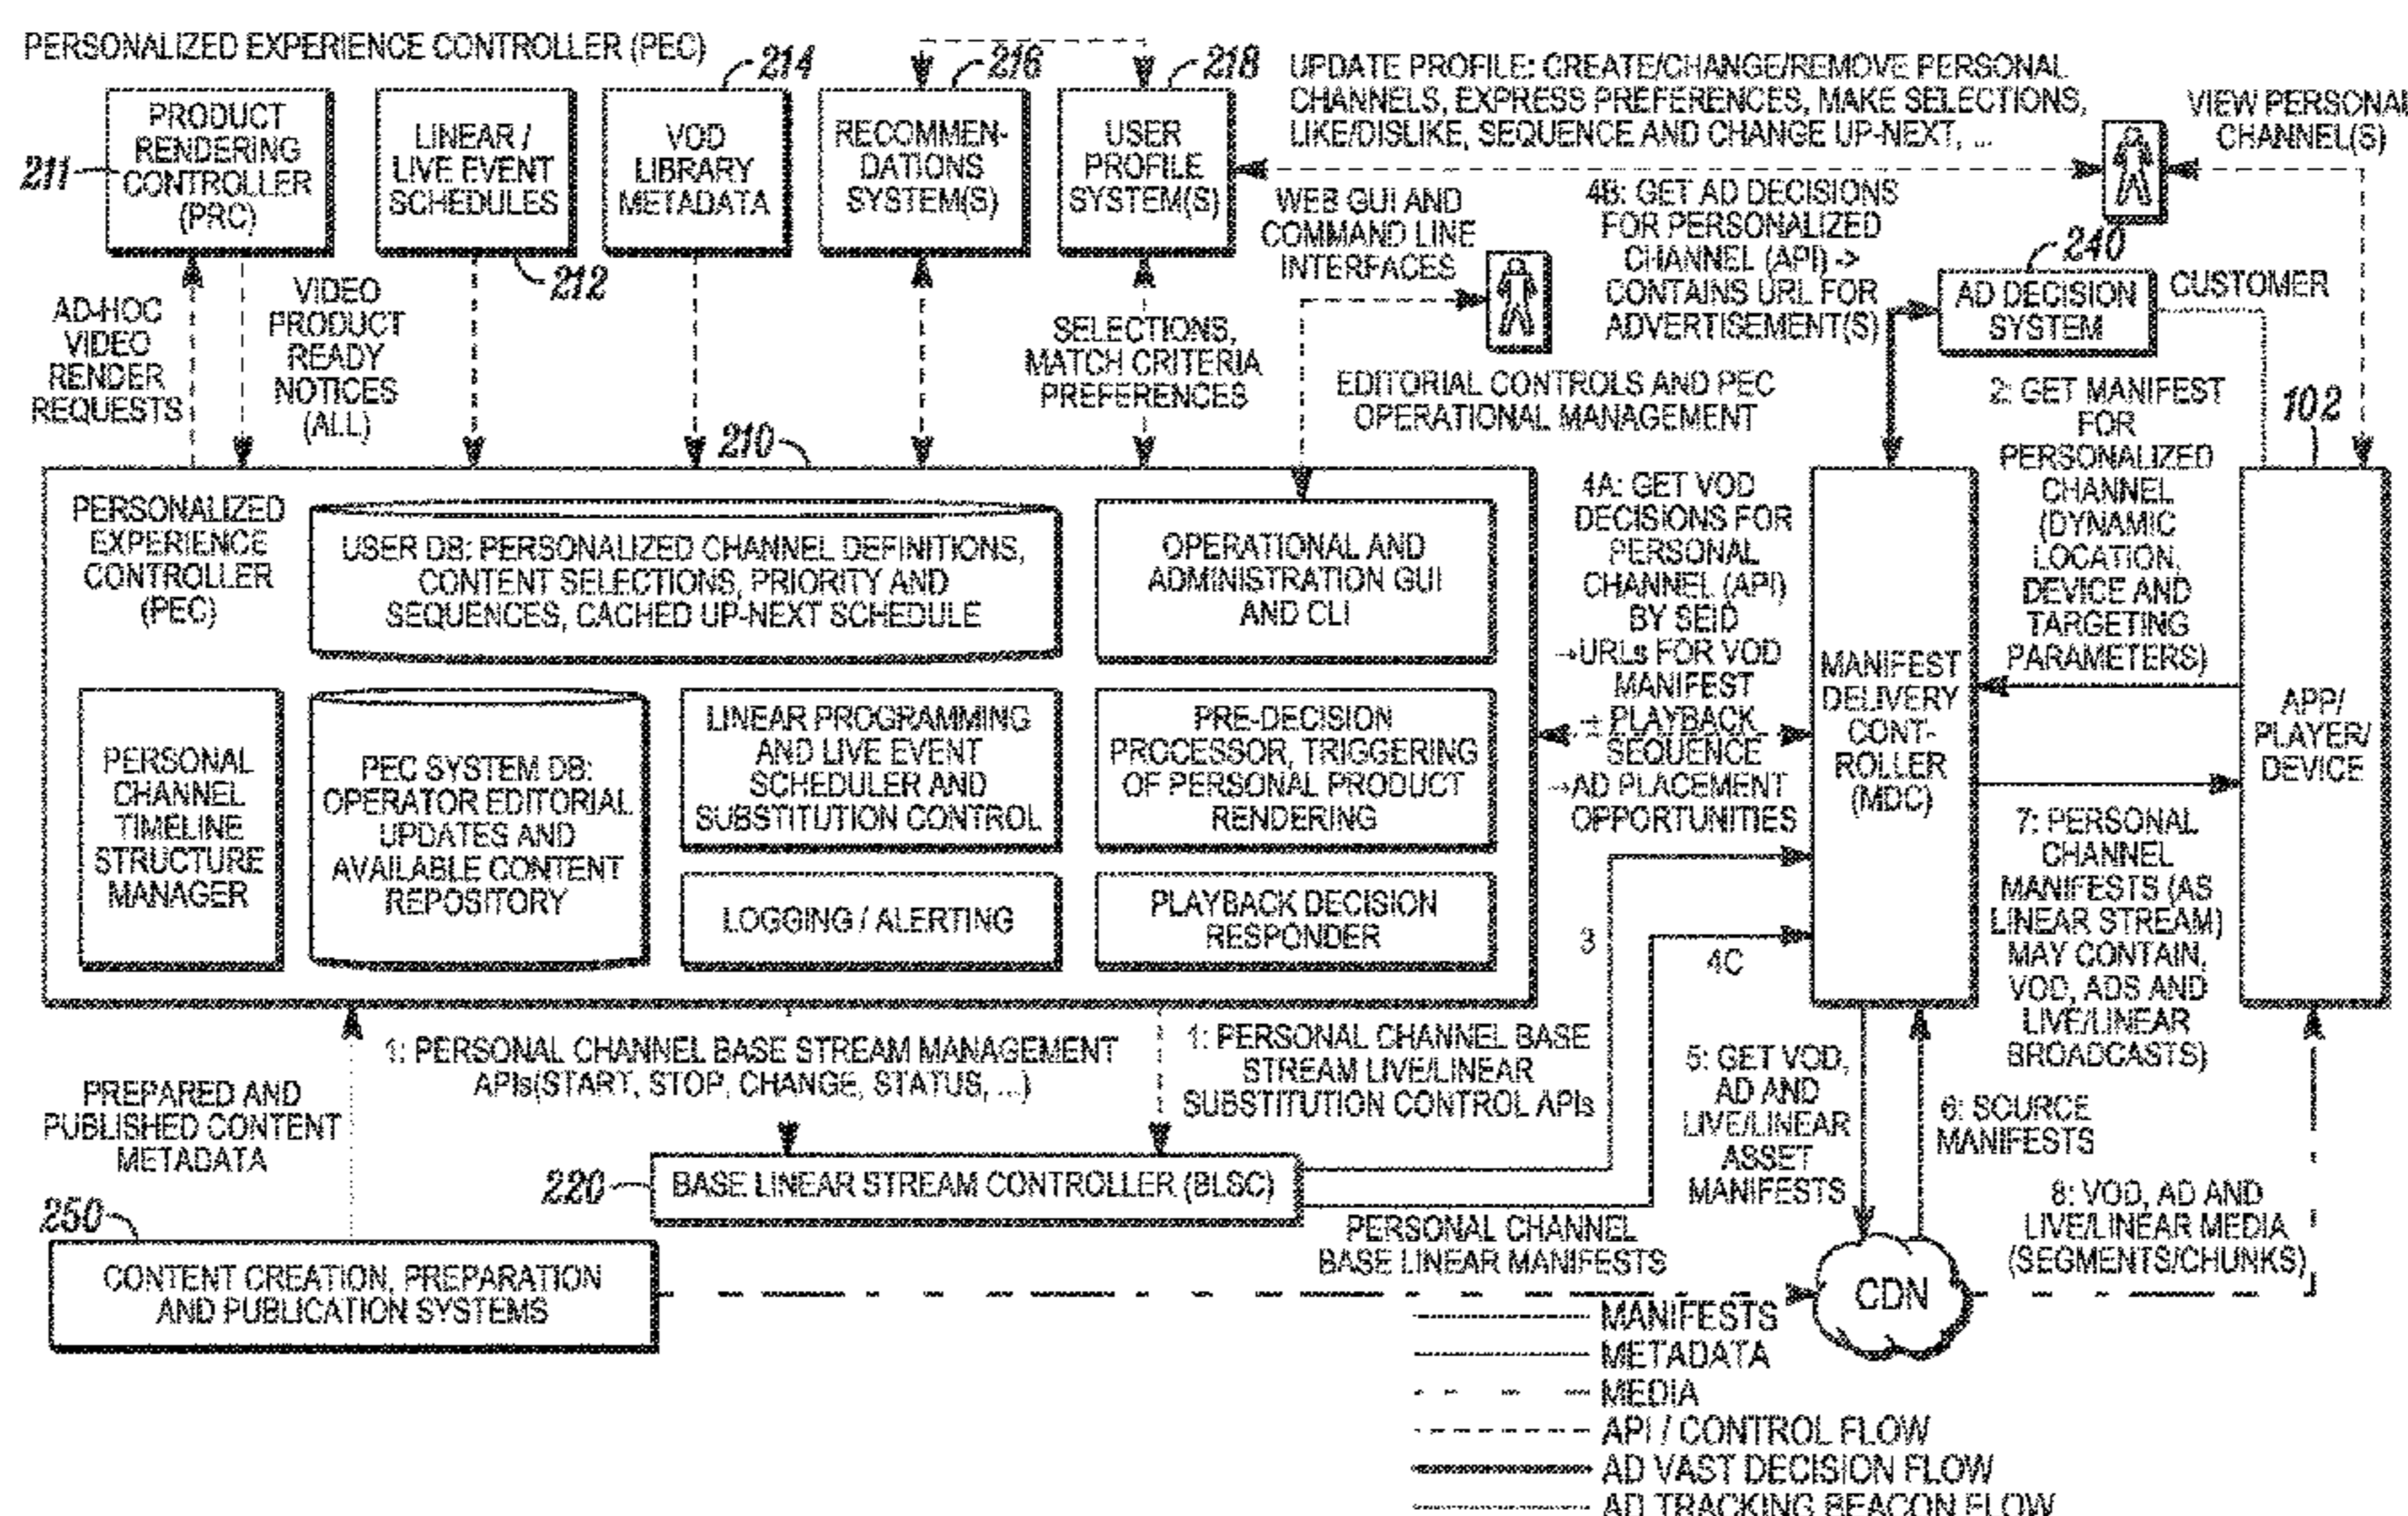 PERSONALIZED EXPERIENCE CONTROLLER (PEC)
211
PRODUCT
RENDERING
CONTROLLER
(PRC)
LINEAR /
LIVE EVENT
SCHEDULES
212
214
VOD
LIBRARY
METADATA
216
RECOMMEN-
DATIONS
SYSTEM(S)
218
USER
PROFILE
SYSTEM(S)
UPDATE PROFILE: CREATE/CHANGE/REMOVE PERSONAL
CHANNELS, EXPRESS PREFERENCES, MAKE SELECTIONS,
LIKE/DISLIKE, SEQUENCE AND CHANGE UP-NEXT, ...
VIEW PERSONAL
CHANNEL(S)
AD-HOC
VIDEO
RENDER
REQUESTS
VIDEO
PRODUCT
READY
NOTICES
(ALL)
SELECTIONS,
MATCH CRITERIA
PREFERENCES
WEB GUI AND
COMMAND LINE
INTERFACES
EDITORIAL CONTROLS AND PEC
OPERATIONAL MANAGEMENT
4B: GET AD DECISIONS
FOR PERSONALIZED
CHANNEL (API) ->
CONTAINS URL FOR
ADVERTISEMENT(S)
240
AD DECISION
SYSTEM
CUSTOMER
2: GET MANIFEST
FOR
PERSONALIZED
CHANNEL
(DYNAMIC
LOCATION,
DEVICE AND
TARGETING
PARAMETERS)
102
210
PERSONALIZED
EXPERIENCE
CONTROLLER
(PEC)
USER DB: PERSONALIZED CHANNEL DEFINITIONS,
CONTENT SELECTIONS, PRIORITY AND
SEQUENCES, CACHED UP-NEXT SCHEDULE
OPERATIONAL AND
ADMINISTRATION GUI
AND CLI
PERSONAL
CHANNEL
TIMELINE
STRUCTURE
MANAGER
PEC SYSTEM DB:
OPERATOR EDITORIAL
UPDATES AND
AVAILABLE CONTENT
REPOSITORY
LINEAR PROGRAMMING
AND LIVE EVENT
SCHEDULER AND
SUBSTITUTION CONTROL
LOGGING / ALERTING
PRE-DECISION
PROCESSOR, TRIGGERING
OF PERSONAL PRODUCT
RENDERING
PLAYBACK DECISION
RESPONDER
4A: GET VOD
DECISIONS FOR
PERSONAL
CHANNEL (API)
BY SEID
→URLs FOR VOD
MANIFEST
+ PLAYBACK
SEQUENCE
→AD PLACEMENT
OPPORTUNITIES
3
4C
MANIFEST
DELIVERY
CONT-
ROLLER
(MDC)
APP/
PLAYER/
DEVICE
7: PERSONAL
CHANNEL
MANIFESTS (AS
LINEAR STREAM)
MAY CONTAIN,
VOD, ADS AND
LIVE/LINEAR
BROADCASTS)
PREPARED AND
PUBLISHED CONTENT
METADATA
1: PERSONAL CHANNEL BASE STREAM MANAGEMENT
APIs(START, STOP, CHANGE, STATUS, ...)
1: PERSONAL CHANNEL BASE
STREAM LIVE/LINEAR
SUBSTITUTION CONTROL APIs
220
BASE LINEAR STREAM CONTROLLER (BLSC)
PERSONAL CHANNEL
BASE LINEAR MANIFESTS
5: GET VOD,
AD AND
LIVE/LINEAR
ASSET
MANIFESTS
6: SOURCE
MANIFESTS
8: VOD, AD AND
LIVE/LINEAR MEDIA
(SEGMENTS/CHUNKS)
250
CONTENT CREATION, PREPARATION
AND PUBLICATION SYSTEMS
CDN
MANIFESTS
METADATA
MEDIA
API / CONTROL FLOW
AD VAST DECISION FLOW
AD TRACKING BEACON FLOW